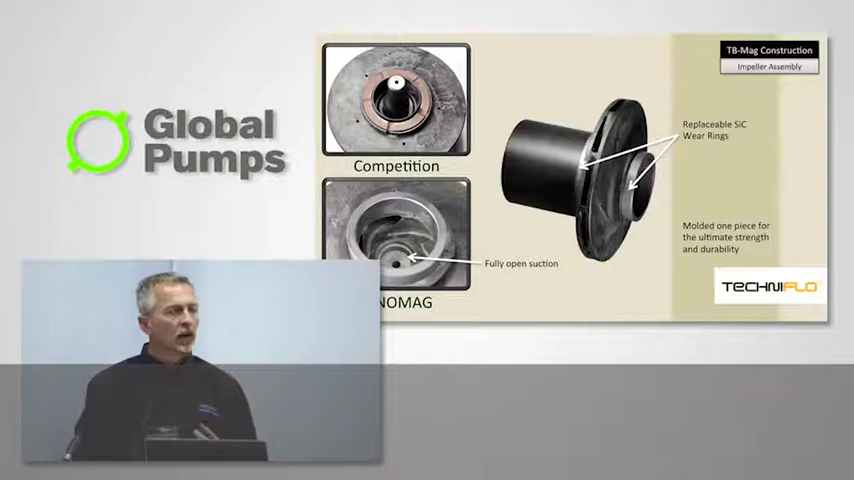 Global
Pumps
TB-Mag Construction
Impeller Assembly
Competition
Replaceable SiC
Wear Rings
Molded one piece for
the ultimate strength
and durability
Fully open suction
NOMAG
TECHNIFLO